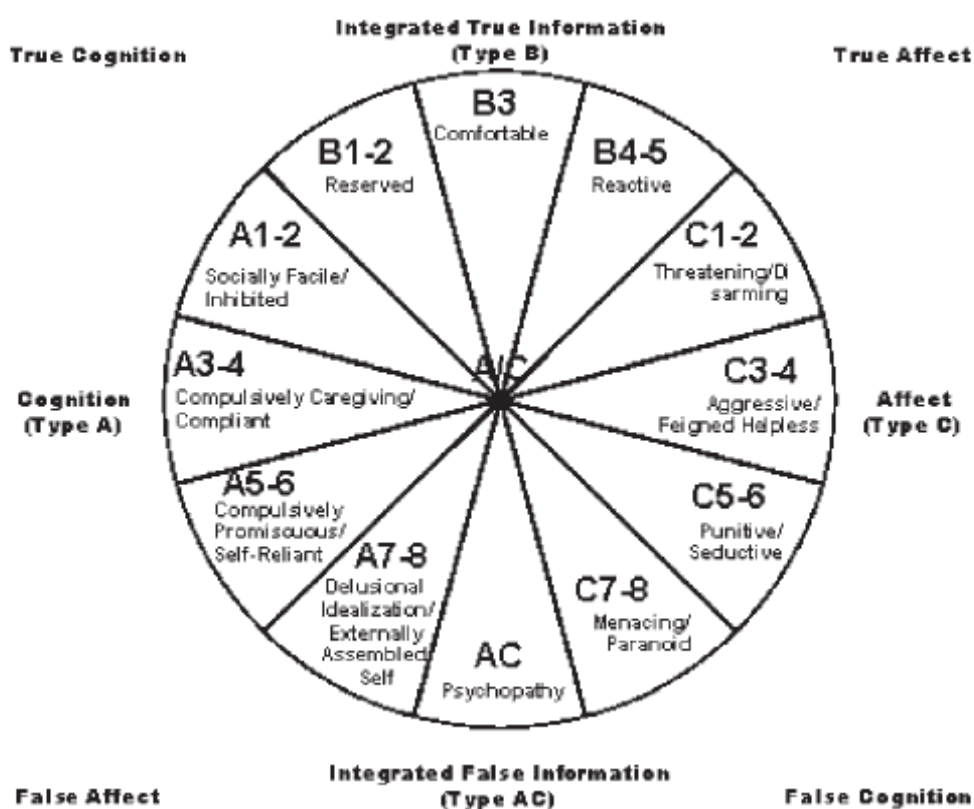 Integrated True Information
(Type B)
True Cognition
True Affect
B3
Comfortable
B1-2
Reserved
B4-5
Reactive
A1-2
Socially Facile/
Inhibited
C1-2
Threatening/Di
sarming
A/C
Cognition
(Type A)
A3-4
Compulsively Caregiving/
Compliant
C3-4
Aggressive/
Feigned Helpless
Affect
(Type C)
A5-6
Compulsively
Promisouous/
Self-Reliant
C5-6
Punitive/
Seductive
A7-8
Delusional
Idealization/
Externally
Assembled
Self
C7-8
Menacing/
Paranoid
AC
Psychopathy
Integrated False Information
(Type AC)
False Affect
False Cognition